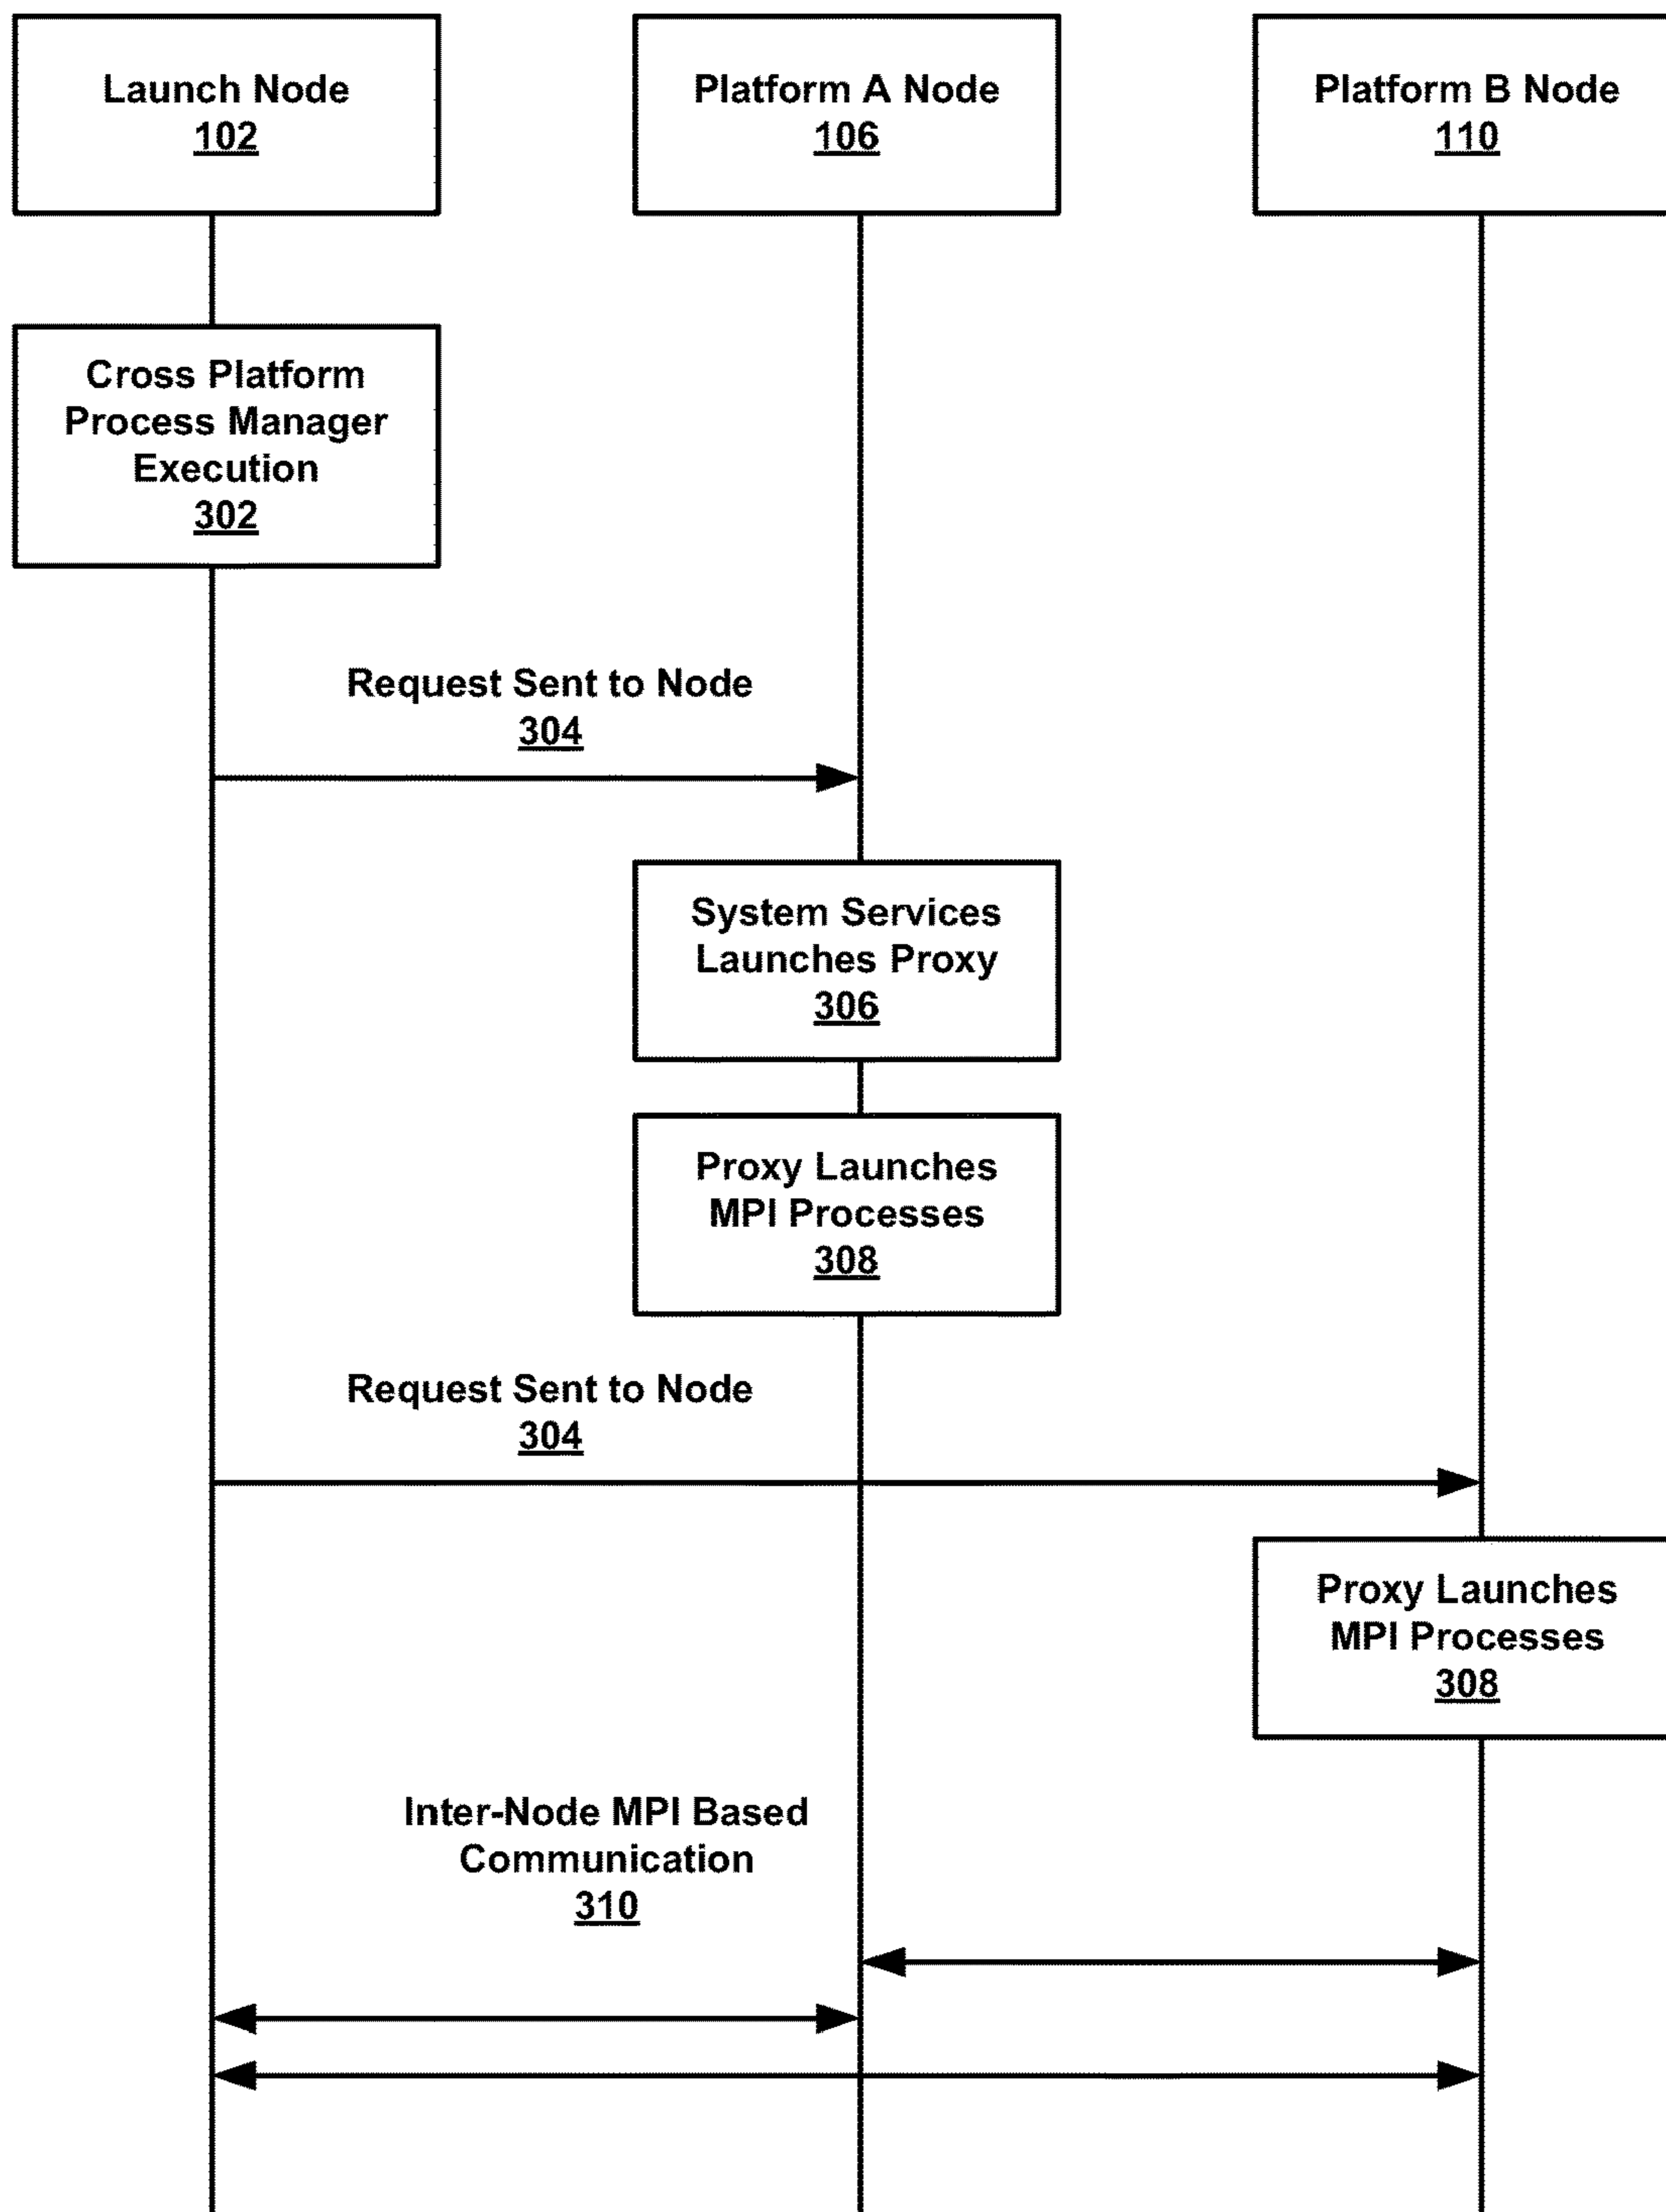 Launch Node
102
Platform A Node
106
Platform B Node
110
Cross Platform
Process Manager
Execution
302
Request Sent to Node
304
System Services
Launches Proxy
306
Proxy Launches
MPI Processes
308
Request Sent to Node
304
Proxy Launches
MPI Processes
308
Inter-Node MPI Based
Communication
310